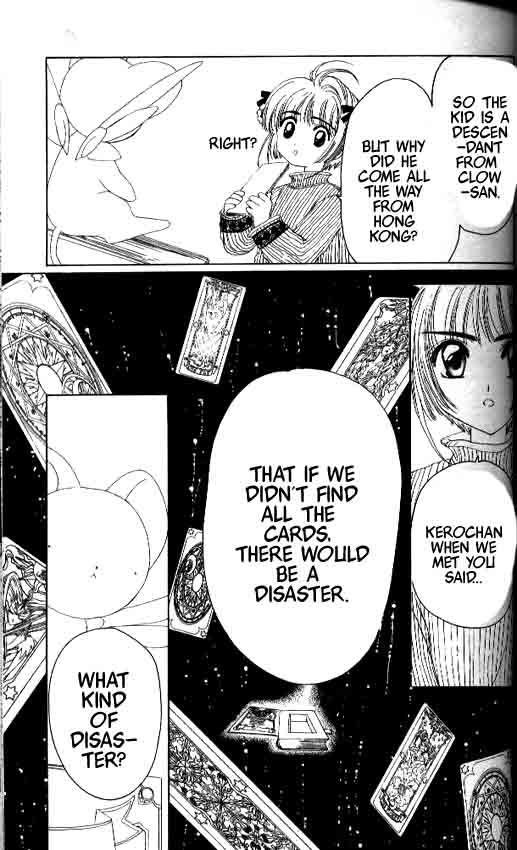 SO THE
KID IS A
DESCEN
-DANT
FROM
CLOW
-SAN.
BUT WHY
DID HE
COME ALL
THE WAY
FROM
HONG
KONG?
RIGHT?
KEROCHAN
WHEN WE
MET YOU
SAID..
THAT IF WE
DIDN'T FIND
ALL THE
CARDS,
THERE WOULD
BE A
DISASTER.
WHAT
KIND
OF
DISAS-
TER?